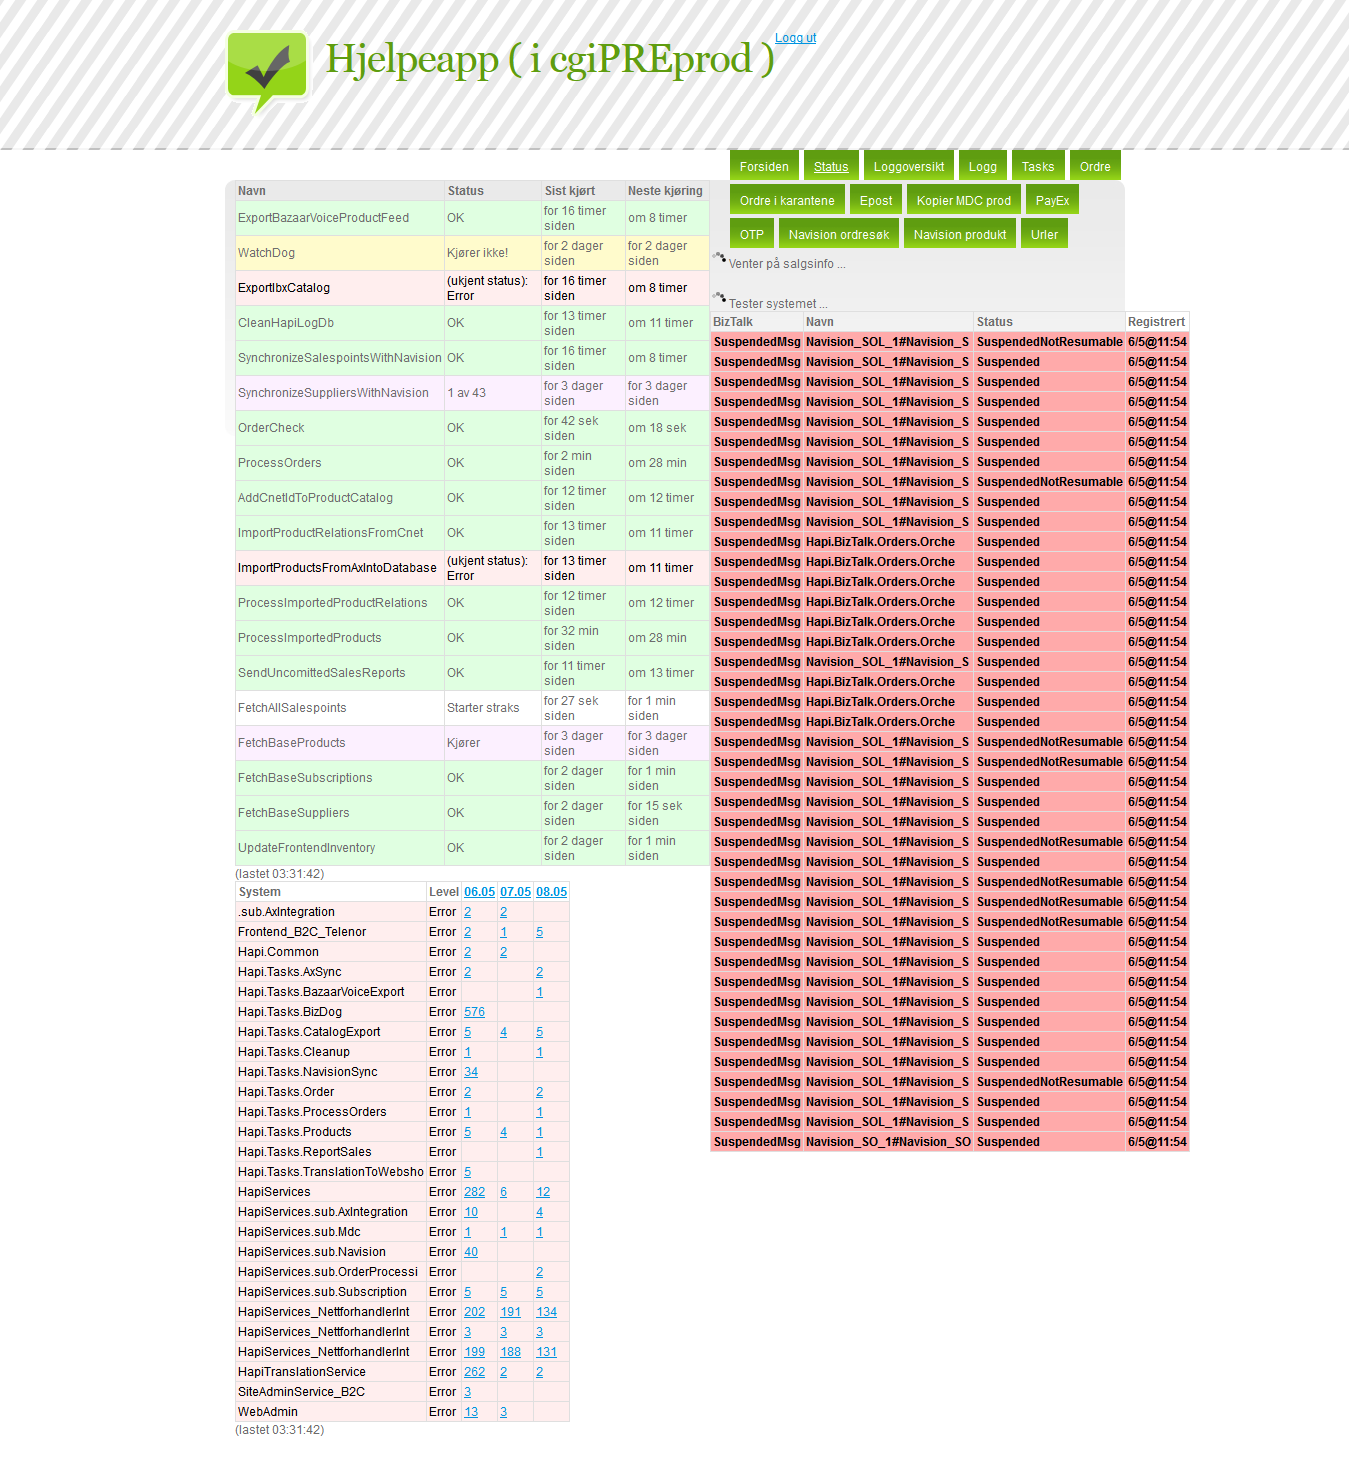 Hjelpeapp ( i cgiPREprod )
Logg ut
Forsiden Status Loggoversikt Logg Tasks Ordre
Ordre i karantene Epost Kopier MDC prod PayEx
OTP Navision ordresøk Navision produkt Urler
Navn Status Sist kjørt Neste kjøring
ExportBazaarVoiceProductFeed OK for 16 timer siden om 8 timer
WatchDog Kjører ikke! for 2 dager siden for 2 dager siden
ExportIbxCatalog (ukjent status): Error for 16 timer siden om 8 timer
CleanHapiLogDb OK for 13 timer siden om 11 timer
SynchronizeSalespointsWithNavision OK for 16 timer siden om 8 timer
SynchronizeSuppliersWithNavision 1 av 43 for 3 dager siden for 3 dager siden
OrderCheck OK for 42 sek siden om 18 sek
ProcessOrders OK for 2 min siden om 28 min
AddCnetIdToProductCatalog OK for 12 timer siden om 12 timer
ImportProductRelationsFromCnet OK for 13 timer siden om 11 timer
ImportProductsFromAxIntoDatabase (ukjent status): Error for 13 timer siden om 11 timer
ProcessImportedProductRelations OK for 12 timer siden om 12 timer
ProcessImportedProducts OK for 32 min siden om 28 min
SendUncomittedSalesReports OK for 11 timer siden om 13 timer
FetchAllSalespoints Starter straks for 27 sek siden for 1 min siden
FetchBaseProducts Kjører for 3 dager siden for 3 dager siden
FetchBaseSubscriptions OK for 2 dager siden for 1 min siden
FetchBaseSuppliers OK for 2 dager siden for 15 sek siden
UpdateFrontendInventory OK for 2 dager siden for 1 min siden
(lastet 03:31:42)
System Level 06.05 07.05 08.05
.sub.AxIntegration Error 2 2
Frontend_B2C_Telenor Error 2 1 5
Hapi.Common Error 2 2
Hapi.Tasks.AxSync Error 2 2
Hapi.Tasks.BazaarVoiceExport Error 1
Hapi.Tasks.BizDog Error 576
Hapi.Tasks.CatalogExport Error 5 4 5
Hapi.Tasks.Cleanup Error 1 1
Hapi.Tasks.NavisionSync Error 34
Hapi.Tasks.Order Error 2 2
Hapi.Tasks.ProcessOrders Error 1 1
Hapi.Tasks.Products Error 5 4 1
Hapi.Tasks.ReportSales Error 1
Hapi.Tasks.TranslationToWebsho Error 5
HapiServices Error 282 6 12
HapiServices.sub.AxIntegration Error 10 4
HapiServices.sub.Mdc Error 1 1 1
HapiServices.sub.Navision Error 40
HapiServices.sub.OrderProcessi Error 2
HapiServices.sub.Subscription Error 5 5 5
HapiServices_NettforhandlerInt Error 202 191 134
HapiServices_NettforhandlerInt Error 3 3 3
HapiServices_NettforhandlerInt Error 199 188 131
HapiTranslationService Error 262 2 2
SiteAdminService_B2C Error 3
WebAdmin Error 13 3
(lastet 03:31:42)
Venter på salgsinfo ...
Tester systemet ...
BizTalk Navn Status Registrert
SuspendedMsg Navision_SOL_1#Navision_S SuspendedNotResumable 6/5@11:54
SuspendedMsg Navision_SOL_1#Navision_S Suspended 6/5@11:54
SuspendedMsg Navision_SOL_1#Navision_S Suspended 6/5@11:54
SuspendedMsg Navision_SOL_1#Navision_S Suspended 6/5@11:54
SuspendedMsg Navision_SOL_1#Navision_S Suspended 6/5@11:54
SuspendedMsg Navision_SOL_1#Navision_S Suspended 6/5@11:54
SuspendedMsg Navision_SOL_1#Navision_S Suspended 6/5@11:54
SuspendedMsg Navision_SOL_1#Navision_S SuspendedNotResumable 6/5@11:54
SuspendedMsg Navision_SOL_1#Navision_S Suspended 6/5@11:54
SuspendedMsg Navision_SOL_1#Navision_S Suspended 6/5@11:54
SuspendedMsg Hapi.BizTalk.Orders.Orche Suspended 6/5@11:54
SuspendedMsg Hapi.BizTalk.Orders.Orche Suspended 6/5@11:54
SuspendedMsg Hapi.BizTalk.Orders.Orche Suspended 6/5@11:54
SuspendedMsg Hapi.BizTalk.Orders.Orche Suspended 6/5@11:54
SuspendedMsg Hapi.BizTalk.Orders.Orche Suspended 6/5@11:54
SuspendedMsg Hapi.BizTalk.Orders.Orche Suspended 6/5@11:54
SuspendedMsg Navision_SOL_1#Navision_S Suspended 6/5@11:54
SuspendedMsg Hapi.BizTalk.Orders.Orche Suspended 6/5@11:54
SuspendedMsg Hapi.BizTalk.Orders.Orche Suspended 6/5@11:54
SuspendedMsg Hapi.BizTalk.Orders.Orche Suspended 6/5@11:54
SuspendedMsg Navision_SOL_1#Navision_S SuspendedNotResumable 6/5@11:54
SuspendedMsg Navision_SOL_1#Navision_S SuspendedNotResumable 6/5@11:54
SuspendedMsg Navision_SOL_1#Navision_S Suspended 6/5@11:54
SuspendedMsg Navision_SOL_1#Navision_S Suspended 6/5@11:54
SuspendedMsg Navision_SOL_1#Navision_S Suspended 6/5@11:54
SuspendedMsg Navision_SOL_1#Navision_S SuspendedNotResumable 6/5@11:54
SuspendedMsg Navision_SOL_1#Navision_S Suspended 6/5@11:54
SuspendedMsg Navision_SOL_1#Navision_S SuspendedNotResumable 6/5@11:54
SuspendedMsg Navision_SOL_1#Navision_S SuspendedNotResumable 6/5@11:54
SuspendedMsg Navision_SOL_1#Navision_S SuspendedNotResumable 6/5@11:54
SuspendedMsg Navision_SOL_1#Navision_S Suspended 6/5@11:54
SuspendedMsg Navision_SOL_1#Navision_S Suspended 6/5@11:54
SuspendedMsg Navision_SOL_1#Navision_S Suspended 6/5@11:54
SuspendedMsg Navision_SOL_1#Navision_S Suspended 6/5@11:54
SuspendedMsg Navision_SOL_1#Navision_S Suspended 6/5@11:54
SuspendedMsg Navision_SOL_1#Navision_S Suspended 6/5@11:54
SuspendedMsg Navision_SOL_1#Navision_S Suspended 6/5@11:54
SuspendedMsg Navision_SOL_1#Navision_S SuspendedNotResumable 6/5@11:54
SuspendedMsg Navision_SOL_1#Navision_S Suspended 6/5@11:54
SuspendedMsg Navision_SOL_1#Navision_S Suspended 6/5@11:54
SuspendedMsg Navision_SO_1#Navision_SO Suspended 6/5@11:54